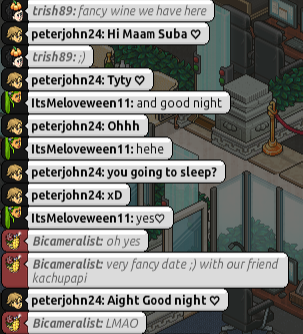 trish89: fancy wine we have here
peterjohn24: Hi Maam Suba ♡
trish89: ;)
peterjohn24: Tyty ♡
ItsMeloveween11: and good night
peterjohn24: Ohhh
ItsMeloveween11: hehe
peterjohn24: you going to sleep?
peterjohn24: xD
ItsMeloveween11: yes♡
Bicameralist: oh yes
Bicameralist: very fancy date ;) with our friend
kachupapi
peterjohn24: Aight Good night ♡
Bicameralist: LMAO